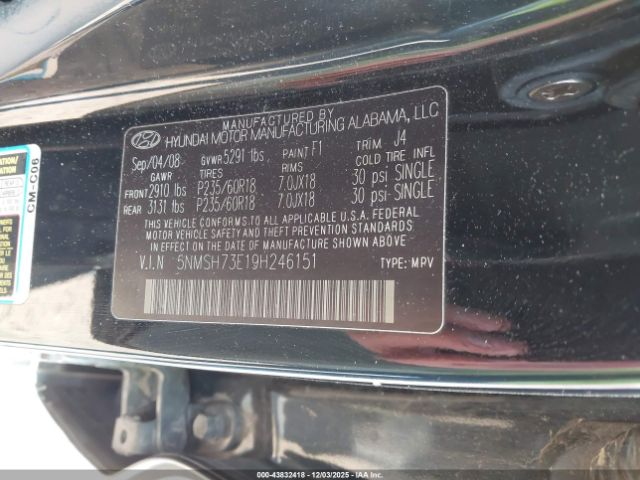 MANUFACTURED BY
HYUNDAI MOTOR MANUFACTURING ALABAMA, LLC
Sep/04/08 GVWR 5291 lbs PAINT F1 TRIM J4
GAWR TIRES RIMS COLD TIRE INFL
FRONT 2910 lbs P235/60R18 7.0JX18 30 psi-SINGLE
REAR 3131 lbs P235/60R18 7.0JX18 30 psi-SINGLE
THIS VEHICLE CONFORMS TO ALL APPLICABLE U.S.A. FEDERAL
MOTOR VEHICLE SAFETY AND THEFT PREVENTION STANDARDS
IN EFFECT ON THE DATE OF MANUFACTURE SHOWN ABOVE.
V.I.N 5NMSH73E19H246151 TYPE: MPV
CM-C06
000-43832418 12/03/2025 - IAAI.COM